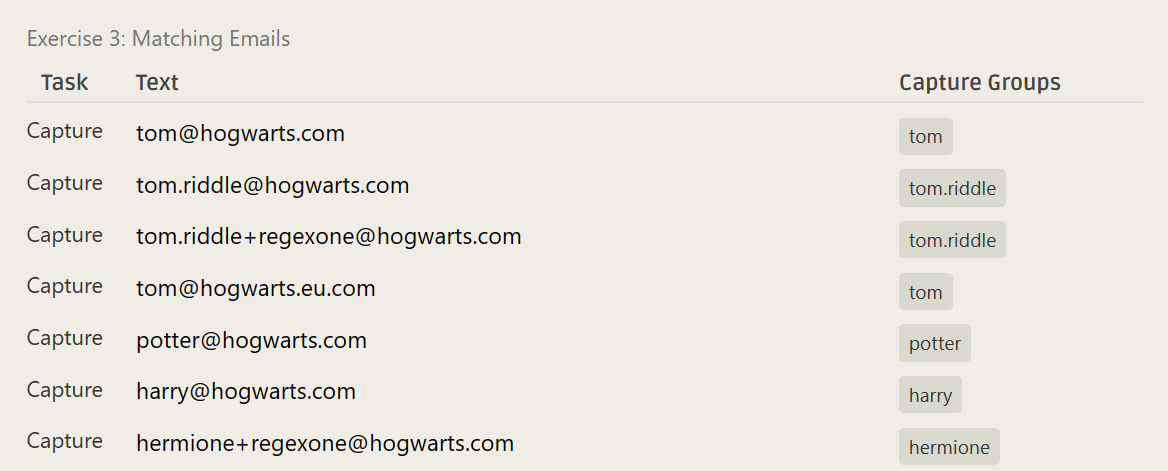 Exercise 3: Matching Emails
Task Text Capture Groups
Capture tom@hogwarts.com tom
Capture tom.riddle@hogwarts.com tom.riddle
Capture tom.riddle+regexone@hogwarts.com tom.riddle
Capture tom@hogwarts.eu.com tom
Capture potter@hogwarts.com potter
Capture harry@hogwarts.com harry
Capture hermione+regexone@hogwarts.com hermione